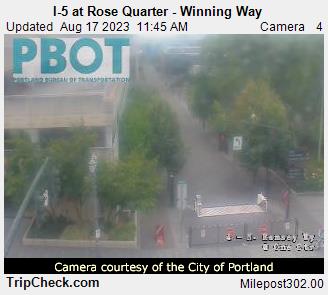 I-5 at Rose Quarter - Winning Way
Updated Aug 17 2023 11:45 AM Camera 4
PBOT
PORTLAND BUREAU OF TRANSPORTATION
Camera courtesy of the City of Portland
TripCheck.com Milepost302.00